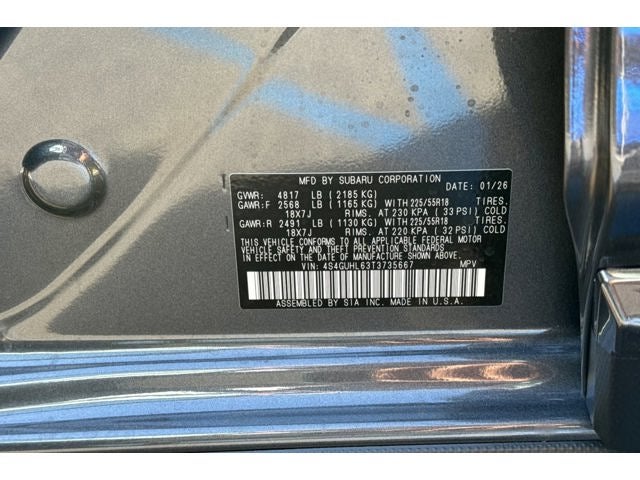 MFD BY SUBARU CORPORATION
GVWR: 4817 LB (2185 KG) DATE: 01/26
GAWR:F 2568 LB (1165 KG) WITH 225/55R18 TIRES.
18X7J RIMS. AT 230 KPA (33 PSI) COLD
GAWR:R 2491 LB (1130 KG) WITH 225/55R18 TIRES.
18X7J RIMS. AT 220 KPA (32 PSI) COLD
THIS VEHICLE CONFORMS TO ALL APPLICABLE FEDERAL MOTOR
VEHICLE SAFETY, BUMPER, AND THEFT PREVENTION STANDARDS
IN EFFECT ON THE DATE OF MANUFACTURE SHOWN ABOVE.
VIN: 4S4GUHL63T3735667 MPV
ASSEMBLED BY SIA INC. MADE IN U.S.A.